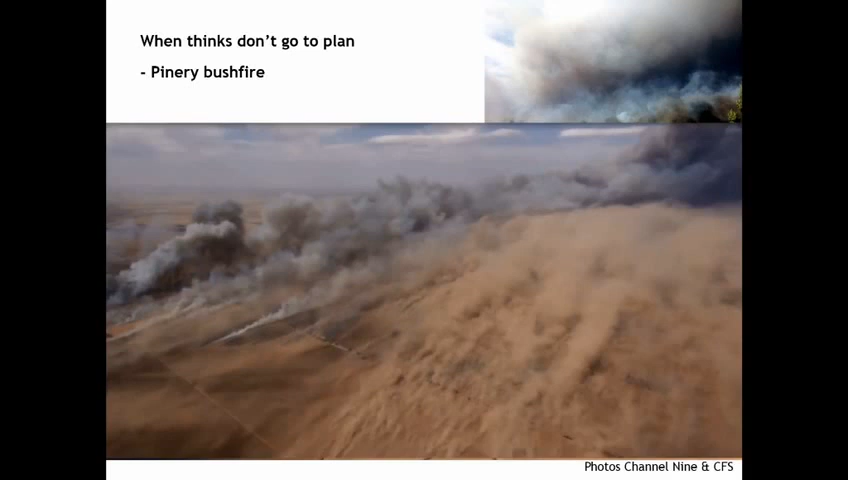 When thinks don't go to plan
- Pinery bushfire
Photos Channel Nine & CFS